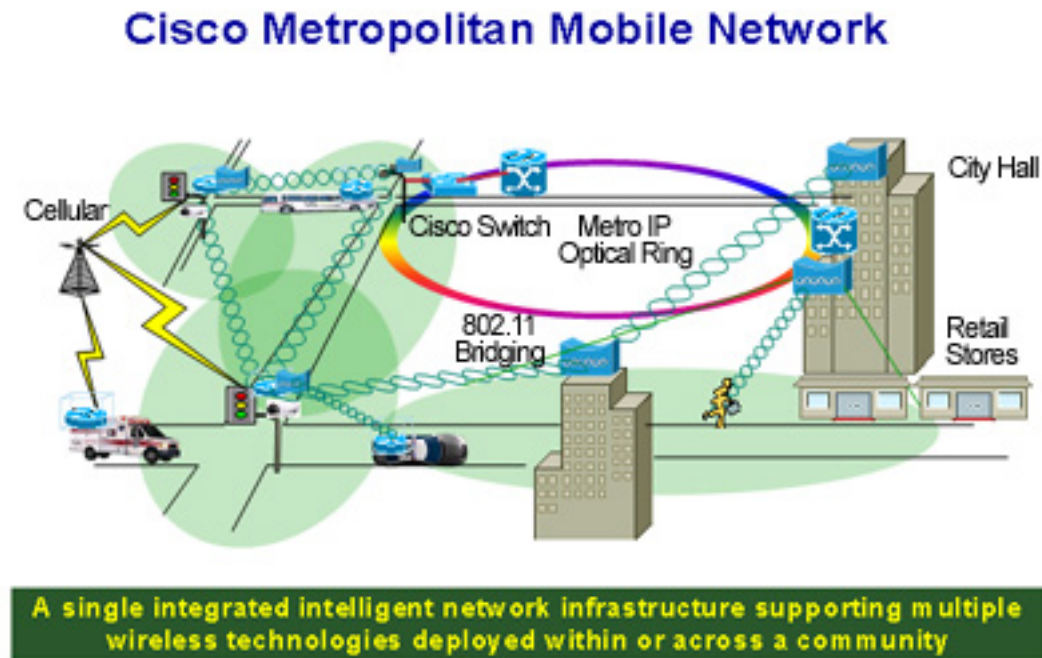 Cisco Metropolitan Mobile Network
City Hall
Cellular
Cisco Switch
Metro IP
Optical Ring
802.11
Bridging
Retail
Stores
A single integrated intelligent network infrastructure supporting multiple
wireless technologies deployed within or across a community